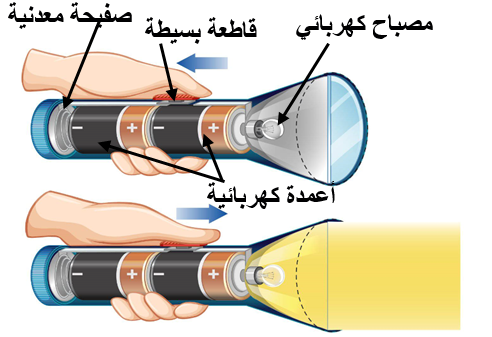 صفيحة معدنية
قاطعة بسيطة
مصباح كهربائي
− + − +
أعمدة كهربائية
− + − +